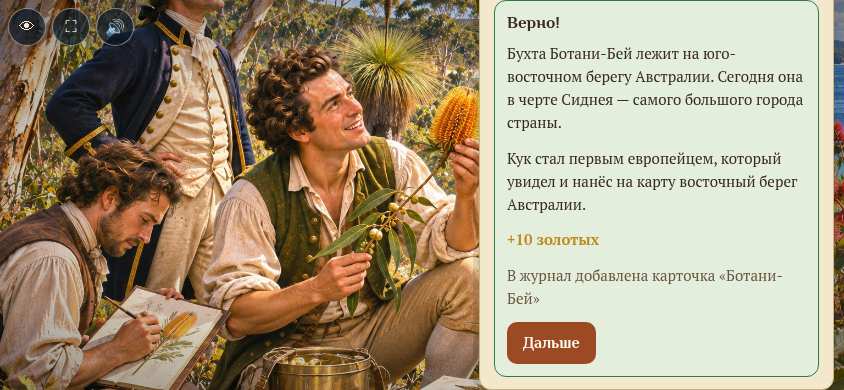 Верно!
Бухта Ботани-Бей лежит на юго-
восточном берегу Австралии. Сегодня она
в черте Сиднея — самого большого города
страны.
Кук стал первым европейцем, который
увидел и нанёс на карту восточный берег
Австралии.
+10 золотых
В журнал добавлена карточка «Ботани-
Бей»
Дальше